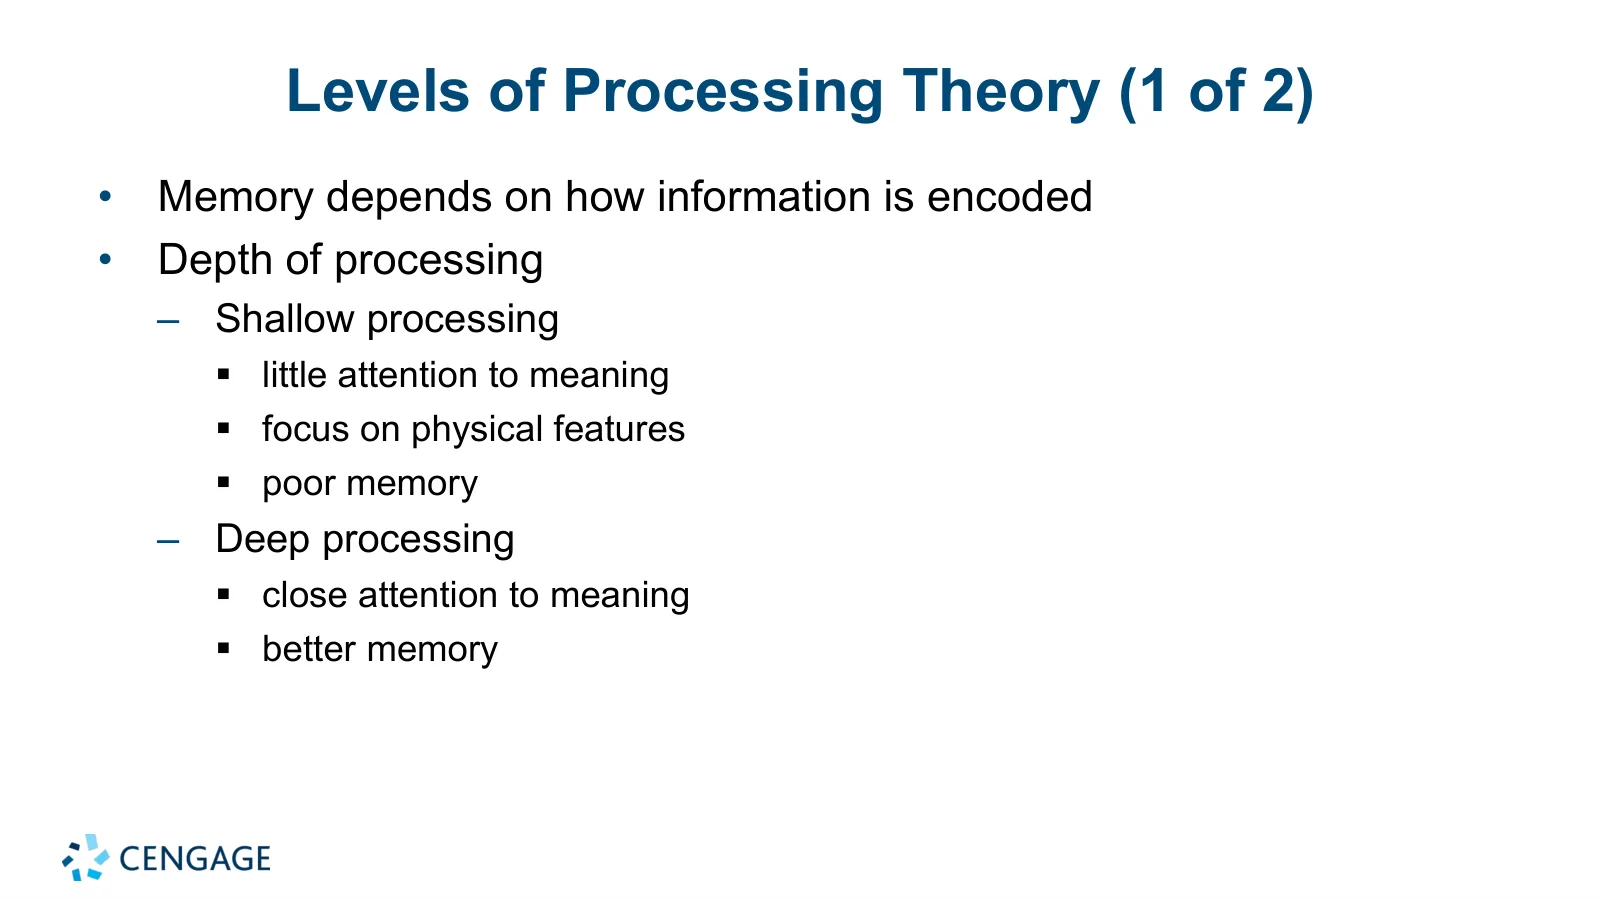 Levels of Processing Theory (1 of 2)
• Memory depends on how information is encoded
• Depth of processing
– Shallow processing
▪ little attention to meaning
▪ focus on physical features
▪ poor memory
– Deep processing
▪ close attention to meaning
▪ better memory
CENGAGE